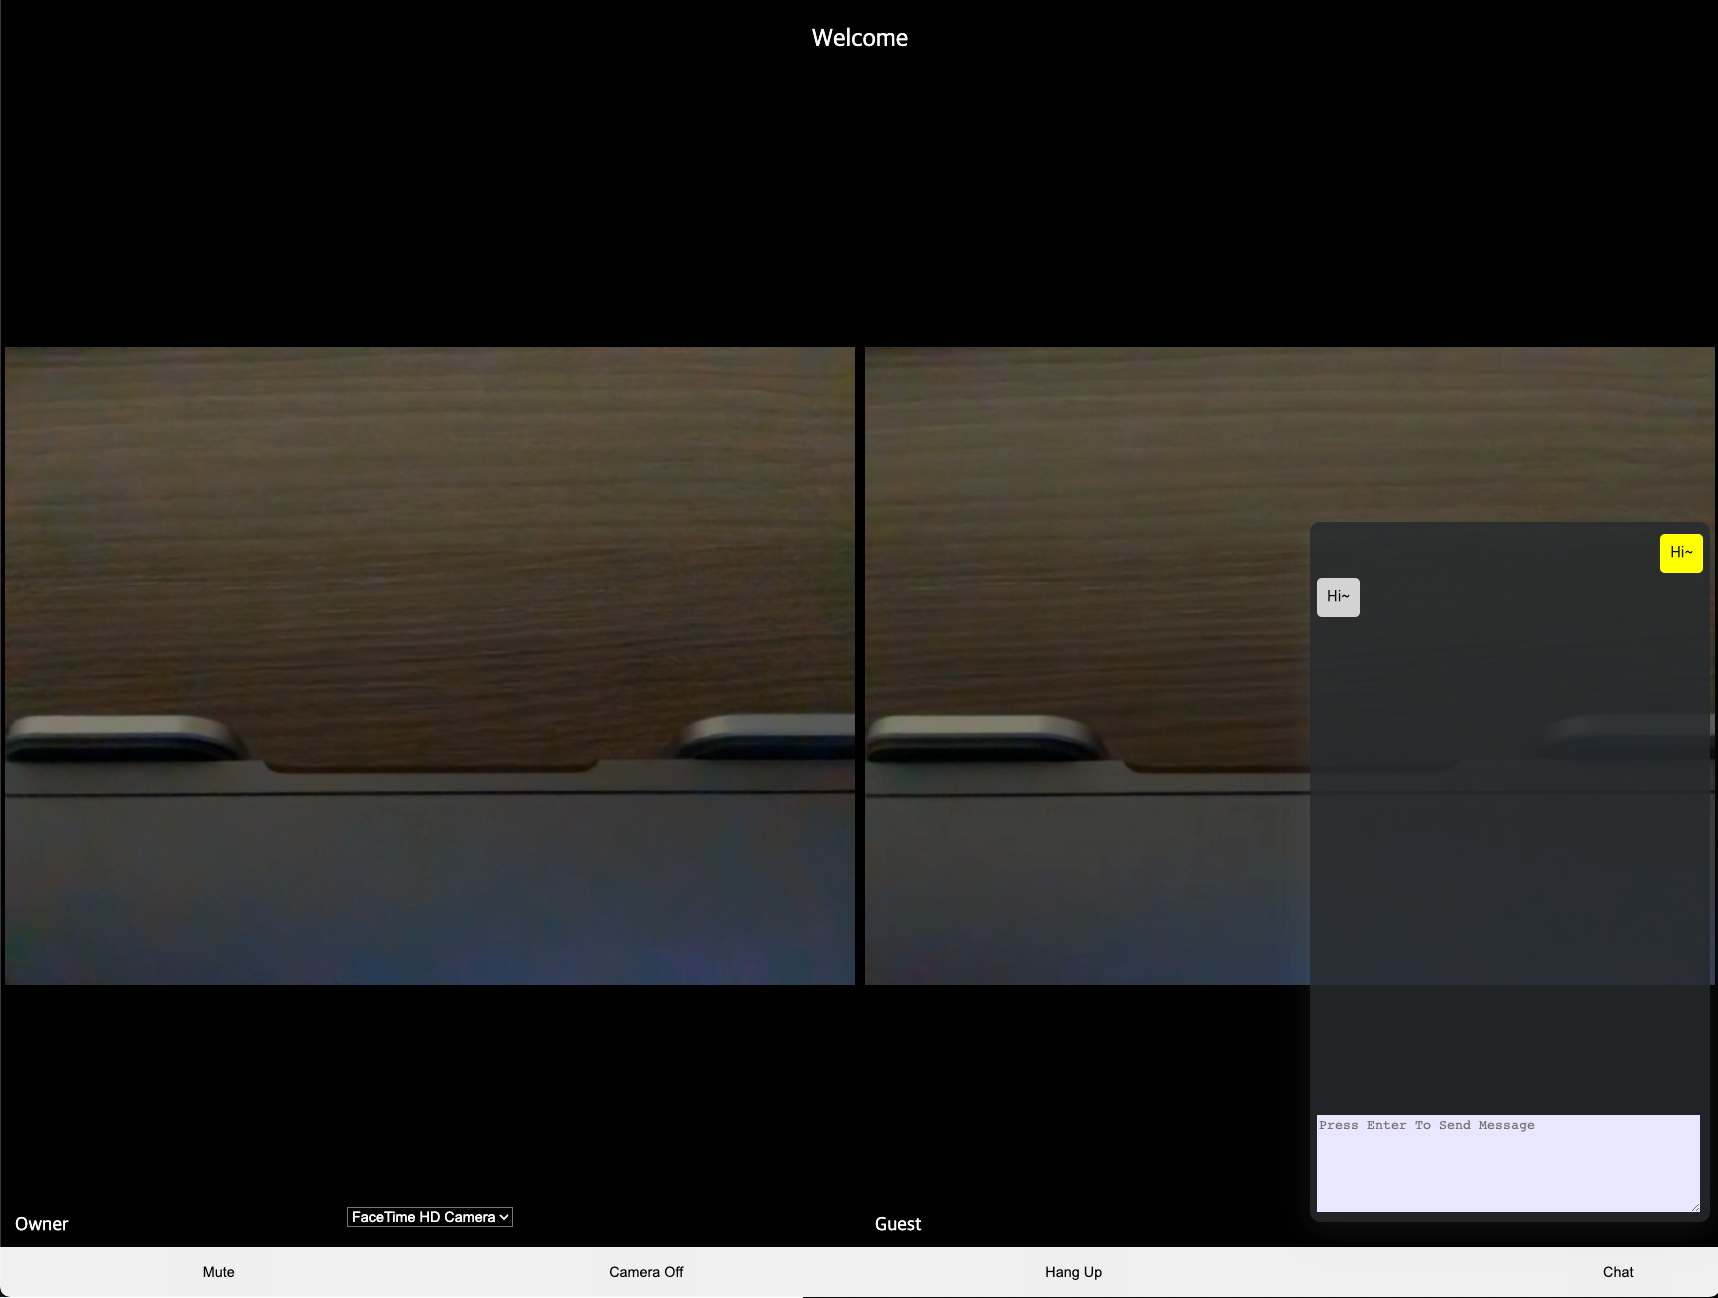 Welcome
Hi~
Hi~
Press Enter To Send Message
Owner
FaceTime HD Camera
Guest
Mute
Camera Off
Hang Up
Chat